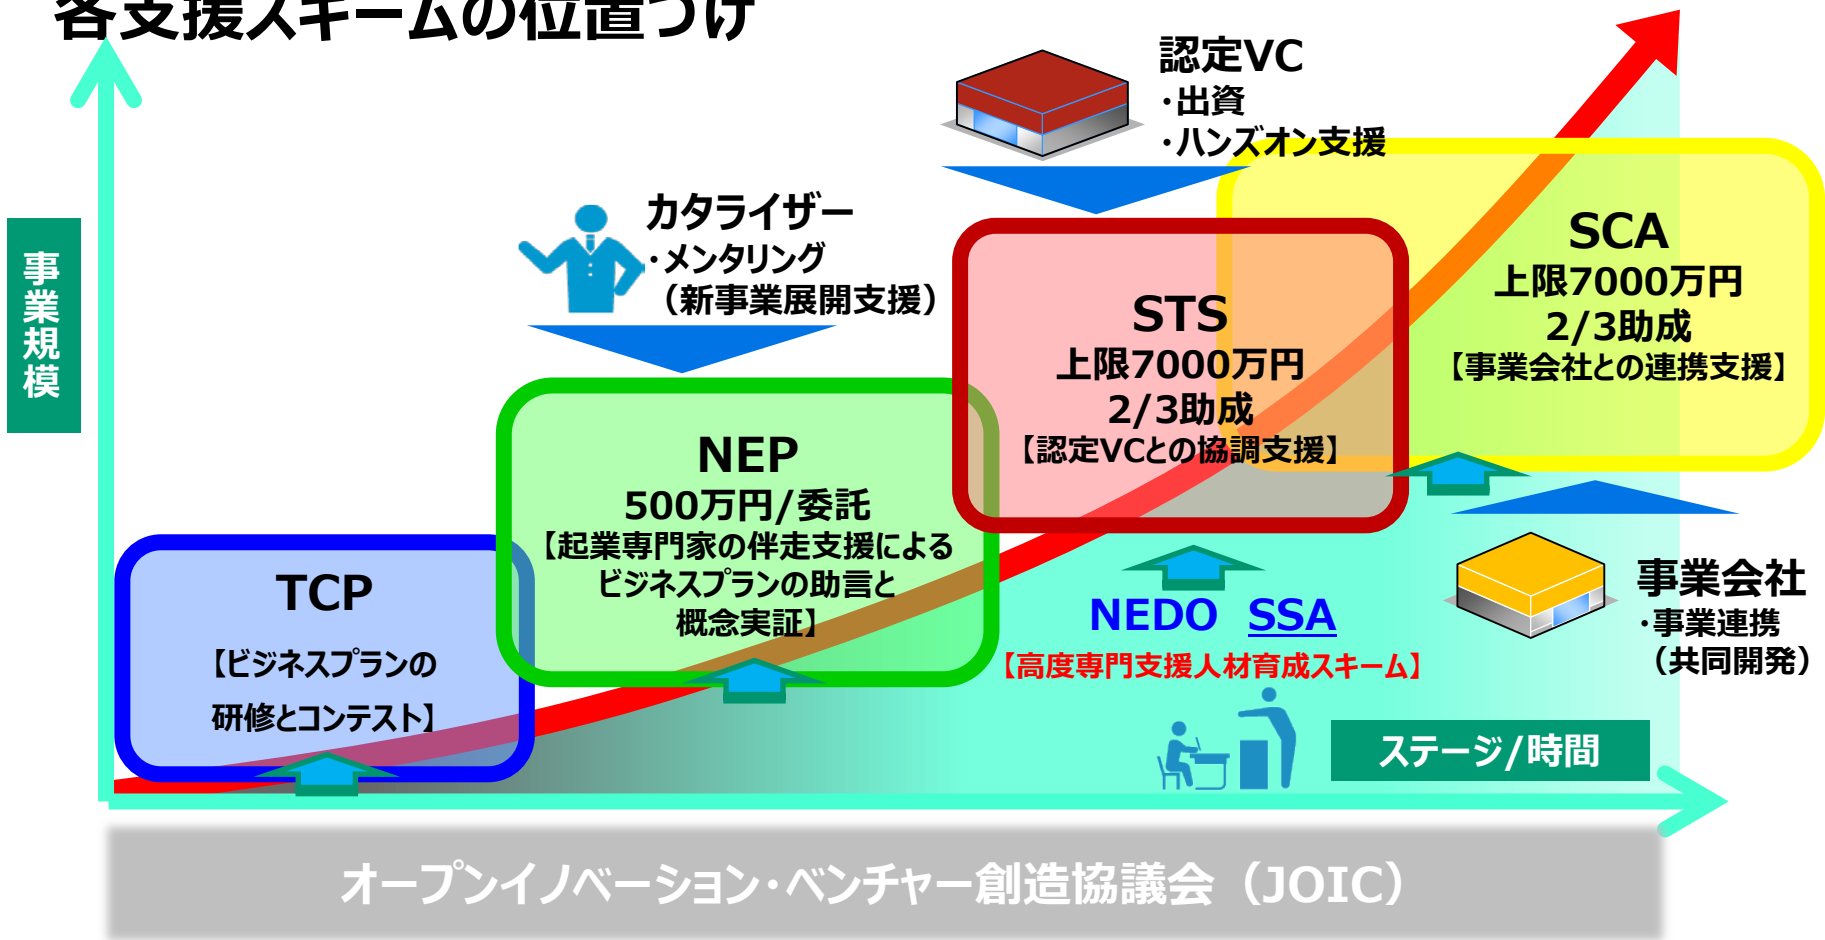 各支援スキームの位置づけ
事業規模
認定VC
・出資
・ハンズオン支援
カタライザー
・メンタリング
（新事業展開支援）
SCA
上限7000万円
2/3助成
【事業会社との連携支援】
STS
上限7000万円
2/3助成
【認定VCとの協調支援】
NEP
500万円/委託
【起業専門家の伴走支援による
ビジネスプランの助言と
概念実証】
TCP
【ビジネスプランの
研修とコンテスト】
NEDO SSA
【高度専門支援人材育成スキーム】
事業会社
・事業連携
（共同開発）
ステージ/時間
オープンイノベーション・ベンチャー創造協議会（JOIC）